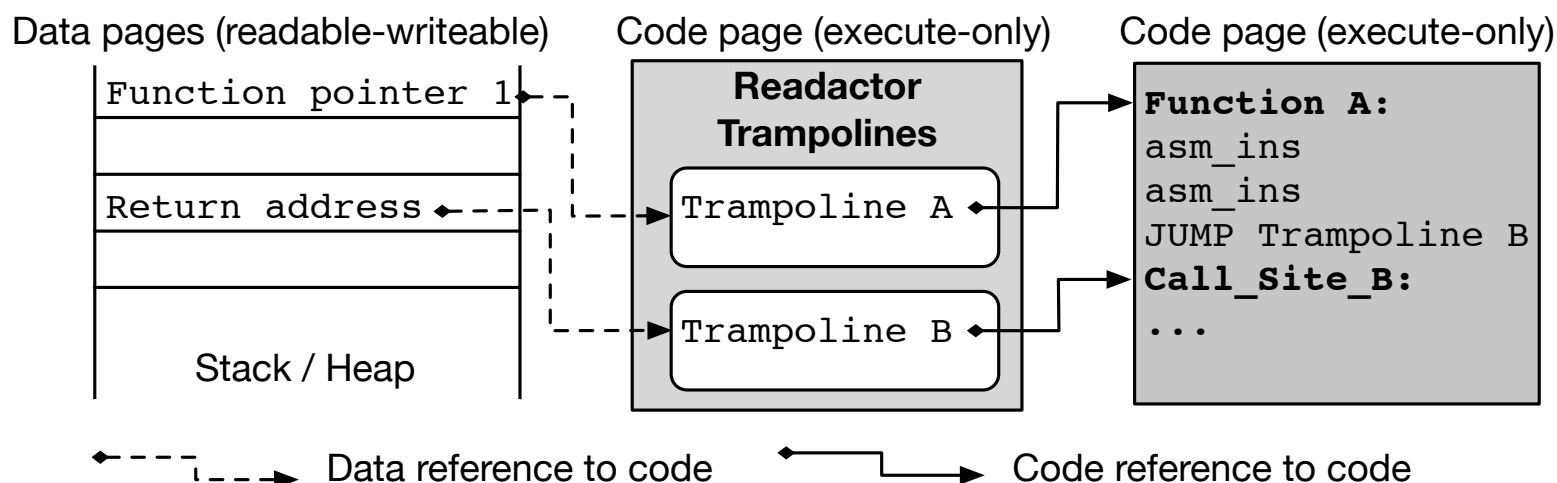 Data pages (readable-writeable)
Code page (execute-only)
Code page (execute-only)
Function pointer 1
Return address
Stack / Heap
Readactor
Trampolines
Trampoline A
Trampoline B
Function A:
asm_ins
asm_ins
JUMP Trampoline B
Call_Site_B:
...
Data reference to code
Code reference to code